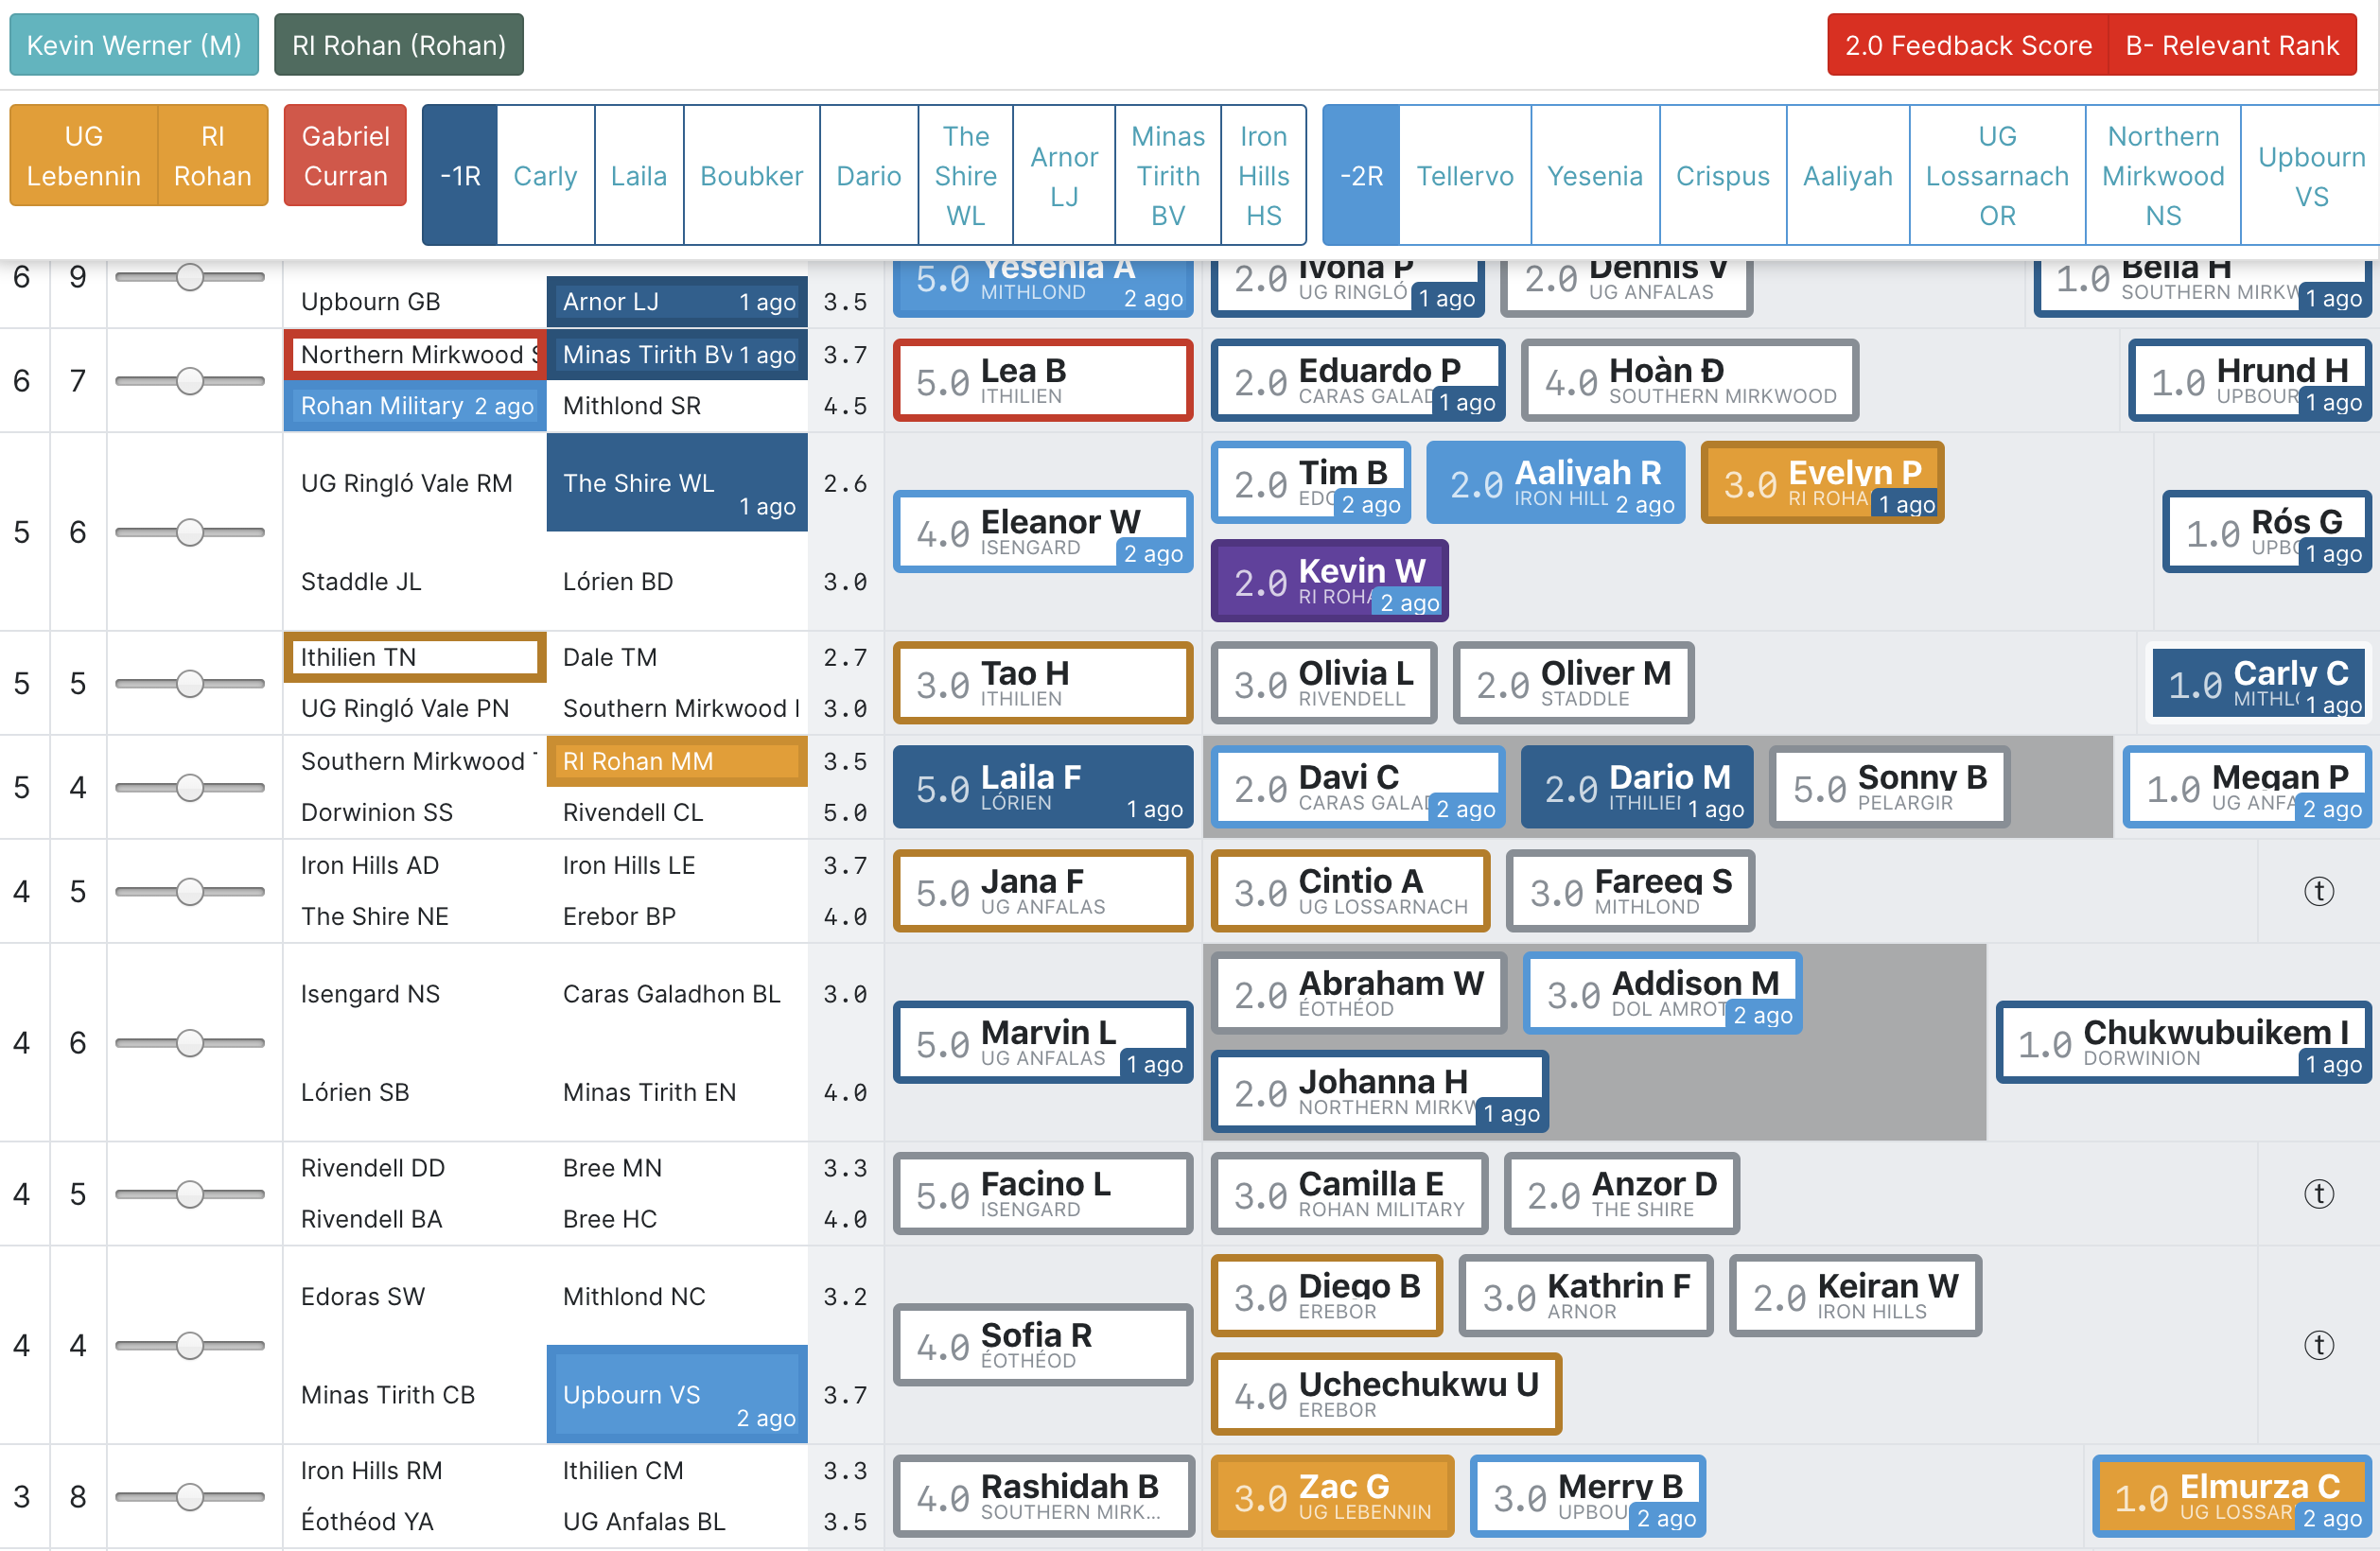 Kevin Werner (M)
RI Rohan (Rohan)
2.0 Feedback Score
B- Relevant Rank
UG Lebennin
RI Rohan
Gabriel Curran
-1R
Carly
Laila
Boubker
Dario
The Shire WL
Arnor LJ
Minas Tirith BV
Iron Hills HS
-2R
Tellervo
Yesenia
Crispus
Aaliyah
UG Lossarnach OR
Northern Mirkwood NS
Upbourn VS
6 9
Upbourn GB
Arnor LJ 1 ago
3.5
5.0 Yesenia A
MITHLOND 2 ago
2.0 Ivona P
UG RINGLÓ 1 ago
2.0 Dennis V
UG ANFALAS
1.0 Bella H
SOUTHERN MIRKW 1 ago
6 7
Northern Mirkwood S
Minas Tirith BV 1 ago
3.7
Rohan Military 2 ago
Mithlond SR
4.5
5.0 Lea B
ITHILIEN
2.0 Eduardo P
CARAS GALAD 1 ago
4.0 Hoàn Đ
SOUTHERN MIRKWOOD
1.0 Hrund H
UPBOUR 1 ago
5 6
UG Ringló Vale RM
The Shire WL
1 ago
2.6
Staddle JL
Lórien BD
3.0
4.0 Eleanor W
ISENGARD 2 ago
2.0 Tim B
EDO 2 ago
2.0 Aaliyah R
IRON HILL 2 ago
3.0 Evelyn P
RI ROHA 1 ago
2.0 Kevin W
RI ROHA 2 ago
1.0 Rós G
UPBO 1 ago
5 5
Ithilien TN
Dale TM
2.7
UG Ringló Vale PN
Southern Mirkwood
3.0
3.0 Tao H
ITHILIEN
3.0 Olivia L
RIVENDELL
2.0 Oliver M
STADDLE
1.0 Carly C
MITHLO 1 ago
5 4
Southern Mirkwood
RI Rohan MM
3.5
Dorwinion SS
Rivendell CL
5.0
5.0 Laila F
LÓRIEN 1 ago
2.0 Davi C
CARAS GALAD 2 ago
2.0 Dario M
ITHILIEN 1 ago
5.0 Sonny B
PELARGIR
1.0 Megan P
UG ANFA 2 ago
4 5
Iron Hills AD
Iron Hills LE
3.7
The Shire NE
Erebor BP
4.0
5.0 Jana F
UG ANFALAS
3.0 Cintio A
UG LOSSARNACH
3.0 Fareeq S
MITHLOND
t
4 6
Isengard NS
Caras Galadhon BL
3.0
Lórien SB
Minas Tirith EN
4.0
5.0 Marvin L
UG ANFALAS 1 ago
2.0 Abraham W
ÉOTHÉOD
3.0 Addison M
DOL AMROT 2 ago
2.0 Johanna H
NORTHERN MIRKW 1 ago
1.0 Chukwubuikem I
DORWINION 1 ago
4 5
Rivendell DD
Bree MN
3.3
Rivendell BA
Bree HC
4.0
5.0 Facino L
ISENGARD
3.0 Camilla E
ROHAN MILITARY
2.0 Anzor D
THE SHIRE
t
4 4
Edoras SW
Mithlond NC
3.2
Minas Tirith CB
Upbourn VS
2 ago
3.7
4.0 Sofia R
ÉOTHÉOD
3.0 Diego B
EREBOR
3.0 Kathrin F
ARNOR
2.0 Keiran W
IRON HILLS
4.0 Uchechukwu U
EREBOR
t
3 8
Iron Hills RM
Ithilien CM
3.3
Éothéod YA
UG Anfalas BL
3.5
4.0 Rashidah B
SOUTHERN MIRK...
3.0 Zac G
UG LEBENNIN
3.0 Merry B
UPBOU 2 ago
1.0 Elmurza C
UG LOSSAR 2 ago